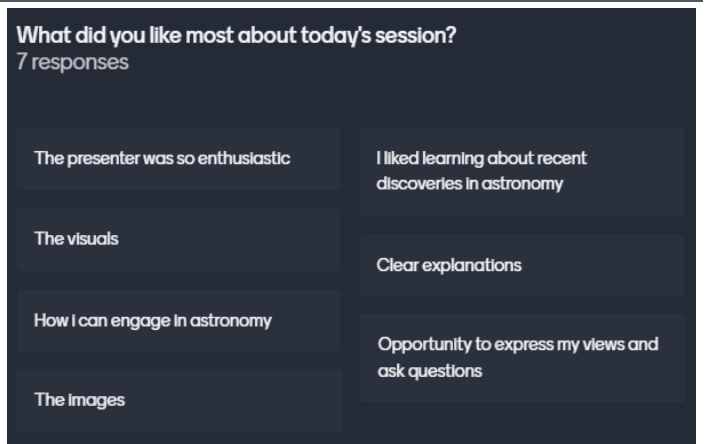 What did you like most about today's session?
7 responses
The presenter was so enthusiastic
The visuals
How i can engage in astronomy
The images
I liked learning about recent
discoveries in astronomy
Clear explanations
Opportunity to express my views and
ask questions